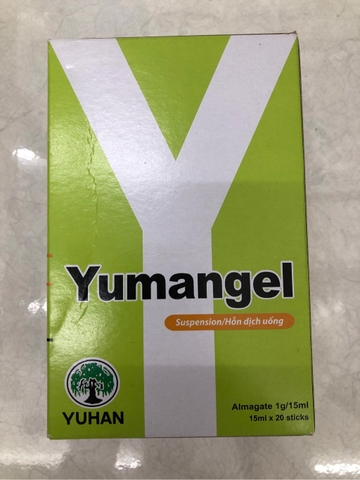 Yumangel
Suspension/Hỗn dịch uống
YUHAN
Almagate 1g/15ml
15ml x 20 sticks